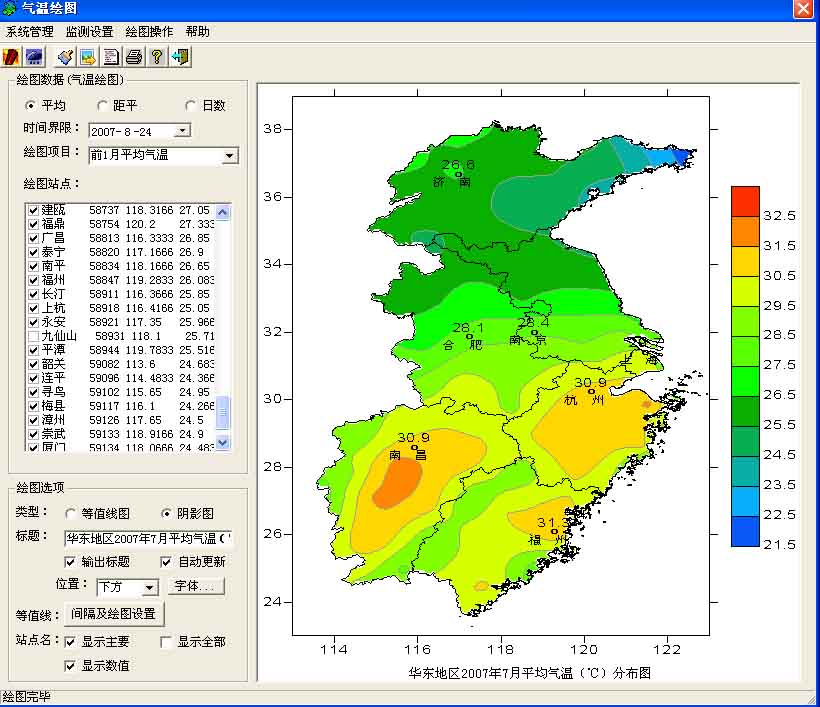 气温绘图
系统管理 监测设置 绘图操作 帮助
绘图数据(气温绘图)
平均 距平 日数
时间界限： 2007- 8 -24
绘图项目： 前1月平均气温
绘图站点：
建瓯 58737 118.3166 27.05
福鼎 58754 120.2 27.333
广昌 58813 116.3333 26.85
泰宁 58820 117.1666 26.9
南平 58834 118.1666 26.65
福州 58847 119.2833 26.083
长汀 58911 116.3666 25.85
上杭 58918 116.4166 25.05
永安 58921 117.35 25.966
九仙山 58931 118.1 25.71
平潭 58944 119.7833 25.516
韶关 59082 113.6 24.683
连平 59096 114.4833 24.366
寻乌 59102 115.65 24.95
梅县 59117 116.1 24.266
漳州 59126 117.65 24.5
崇武 59133 118.9166 24.9
厦门 59134 118.0666 24.483
绘图选项
类型： 等值线图 阴影图
标题： 华东地区2007年7月平均气温(
输出标题 自动更新
位置： 下方 字体...
等值线： 间隔及绘图设置
站点名： 显示主要 显示全部
显示数值
绘图完毕
38
36
34
32
30
28
26
24
114 116 118 120 122
26.6
济 南
28.1
合 肥
28.4
南 京
上 海
30.9
杭 州
30.9
南 昌
31.3
福 州
32.5
31.5
30.5
29.5
28.5
27.5
26.5
25.5
24.5
23.5
22.5
21.5
华东地区2007年7月平均气温（℃）分布图